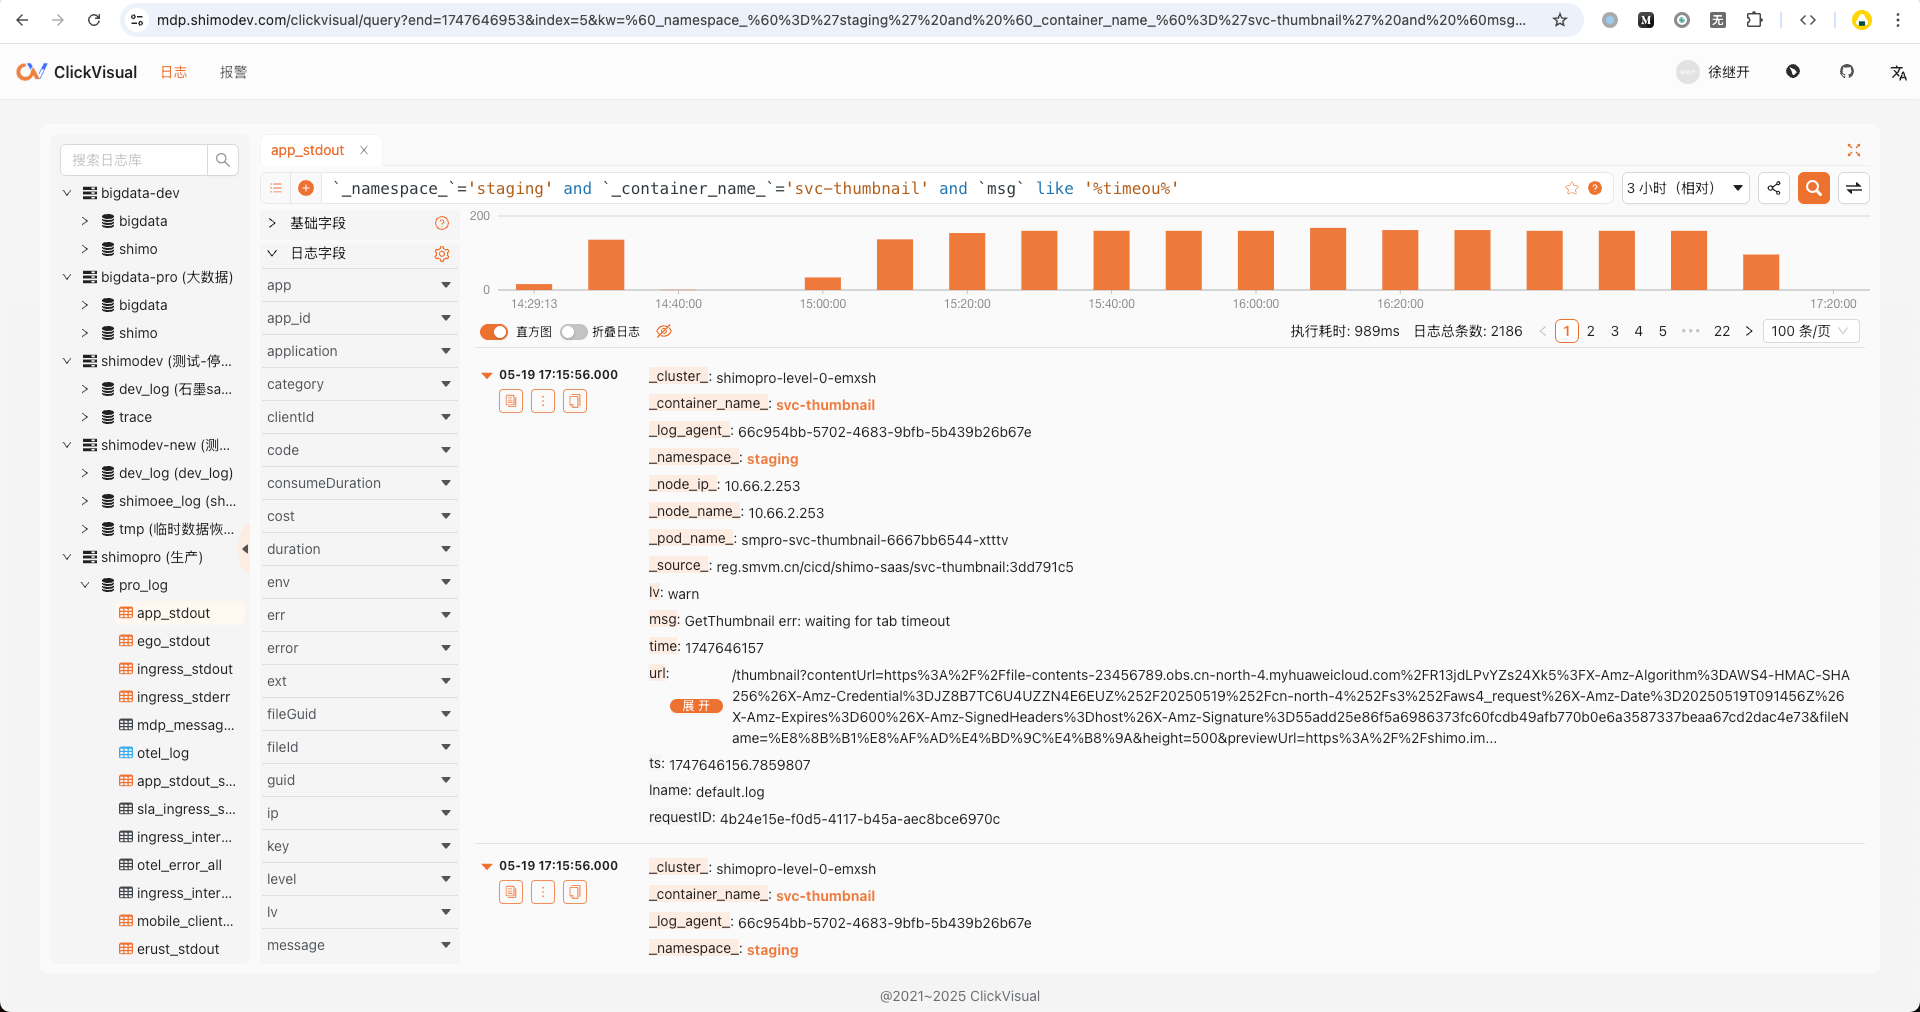 mdp.shimodev.com/clickvisual/query?end=1747646953&index=5&kw=%60_namespace_%60%3D%27staging%27%20and%20%60_container_name_%60%3D%27svc-thumbnail%27%20and%20%60msg...
ClickVisual
日志
报警
徐继开
搜索日志库
bigdata-dev
bigdata
shimo
bigdata-pro (大数据)
bigdata
shimo
shimodev (测试-停...
dev_log (石墨sa...
trace
shimodev-new (测...
dev_log (dev_log)
shimoee_log (sh...
tmp (临时数据恢...
shimopro (生产)
pro_log
app_stdout
ego_stdout
ingress_stdout
ingress_stderr
mdp_messag...
otel_log
app_stdout_s...
sla_ingress_s...
ingress_inter...
otel_error_all
ingress_inter...
mobile_client...
erust_stdout
app_stdout
`_namespace_`='staging' and `_container_name_`='svc-thumbnail' and `msg` like '%timeou%'
3 小时（相对）
基础字段
日志字段
app
app_id
application
category
clientId
code
consumeDuration
cost
duration
env
err
error
ext
fileGuid
fileId
guid
ip
key
level
lv
message
200
0
14:29:13 14:40:00 15:00:00 15:20:00 15:40:00 16:00:00 16:20:00 17:20:00
直方图 折叠日志
执行耗时: 989ms 日志总条数: 2186 1 2 3 4 5 ••• 22 100 条/页
05-19 17:15:56.000
_cluster_: shimopro-level-0-emxsh
_container_name_: svc-thumbnail
_log_agent_: 66c954bb-5702-4683-9bfb-5b439b26b67e
_namespace_: staging
_node_ip_: 10.66.2.253
_node_name_: 10.66.2.253
_pod_name_: smpro-svc-thumbnail-6667bb6544-xtttv
_source_: reg.smvm.cn/cicd/shimo-saas/svc-thumbnail:3dd791c5
lv: warn
msg: GetThumbnail err: waiting for tab timeout
time: 1747646157
url:
展 开
/thumbnail?contentUrl=https%3A%2F%2Ffile-contents-23456789.obs.cn-north-4.myhuaweicloud.com%2FR13jdLPvYZs24Xk5%3FX-Amz-Algorithm%3DAWS4-HMAC-SHA
256%26X-Amz-Credential%3DJZ8B7TC6U4UZZN4E6EUZ%252F20250519%252Fcn-north-4%252Fs3%252Faws4_request%26X-Amz-Date%3D20250519T091456Z%26
X-Amz-Expires%3D600%26X-Amz-SignedHeaders%3Dhost%26X-Amz-Signature%3D55add25e86f5a6986373fc60fcdb49afb770b0e6a3587337beaa67cd2dac4e73&fileN
ame=%E8%8B%B1%E8%AF%AD%E4%BD%9C%E4%B8%9A&height=500&previewUrl=https%3A%2F%2Fshimo.im...
ts: 1747646156.7859807
lname: default.log
requestID: 4b24e15e-f0d5-4117-b45a-aec8bce6970c
05-19 17:15:56.000
_cluster_: shimopro-level-0-emxsh
_container_name_: svc-thumbnail
_log_agent_: 66c954bb-5702-4683-9bfb-5b439b26b67e
_namespace_: staging
@2021~2025 ClickVisual